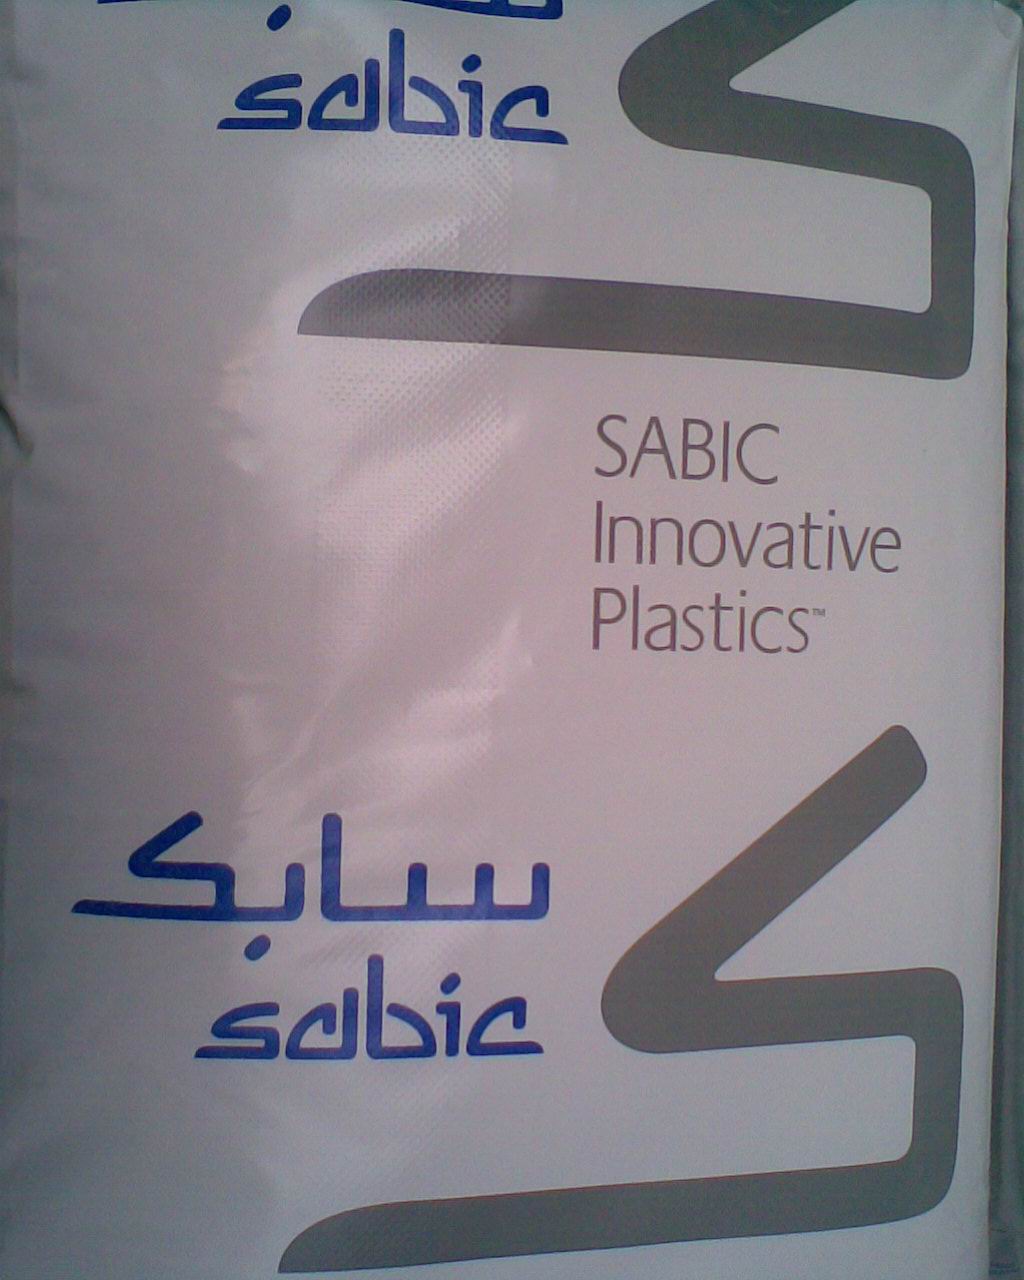 sabic
SABIC
Innovative
Plastics™
سابك
sabic